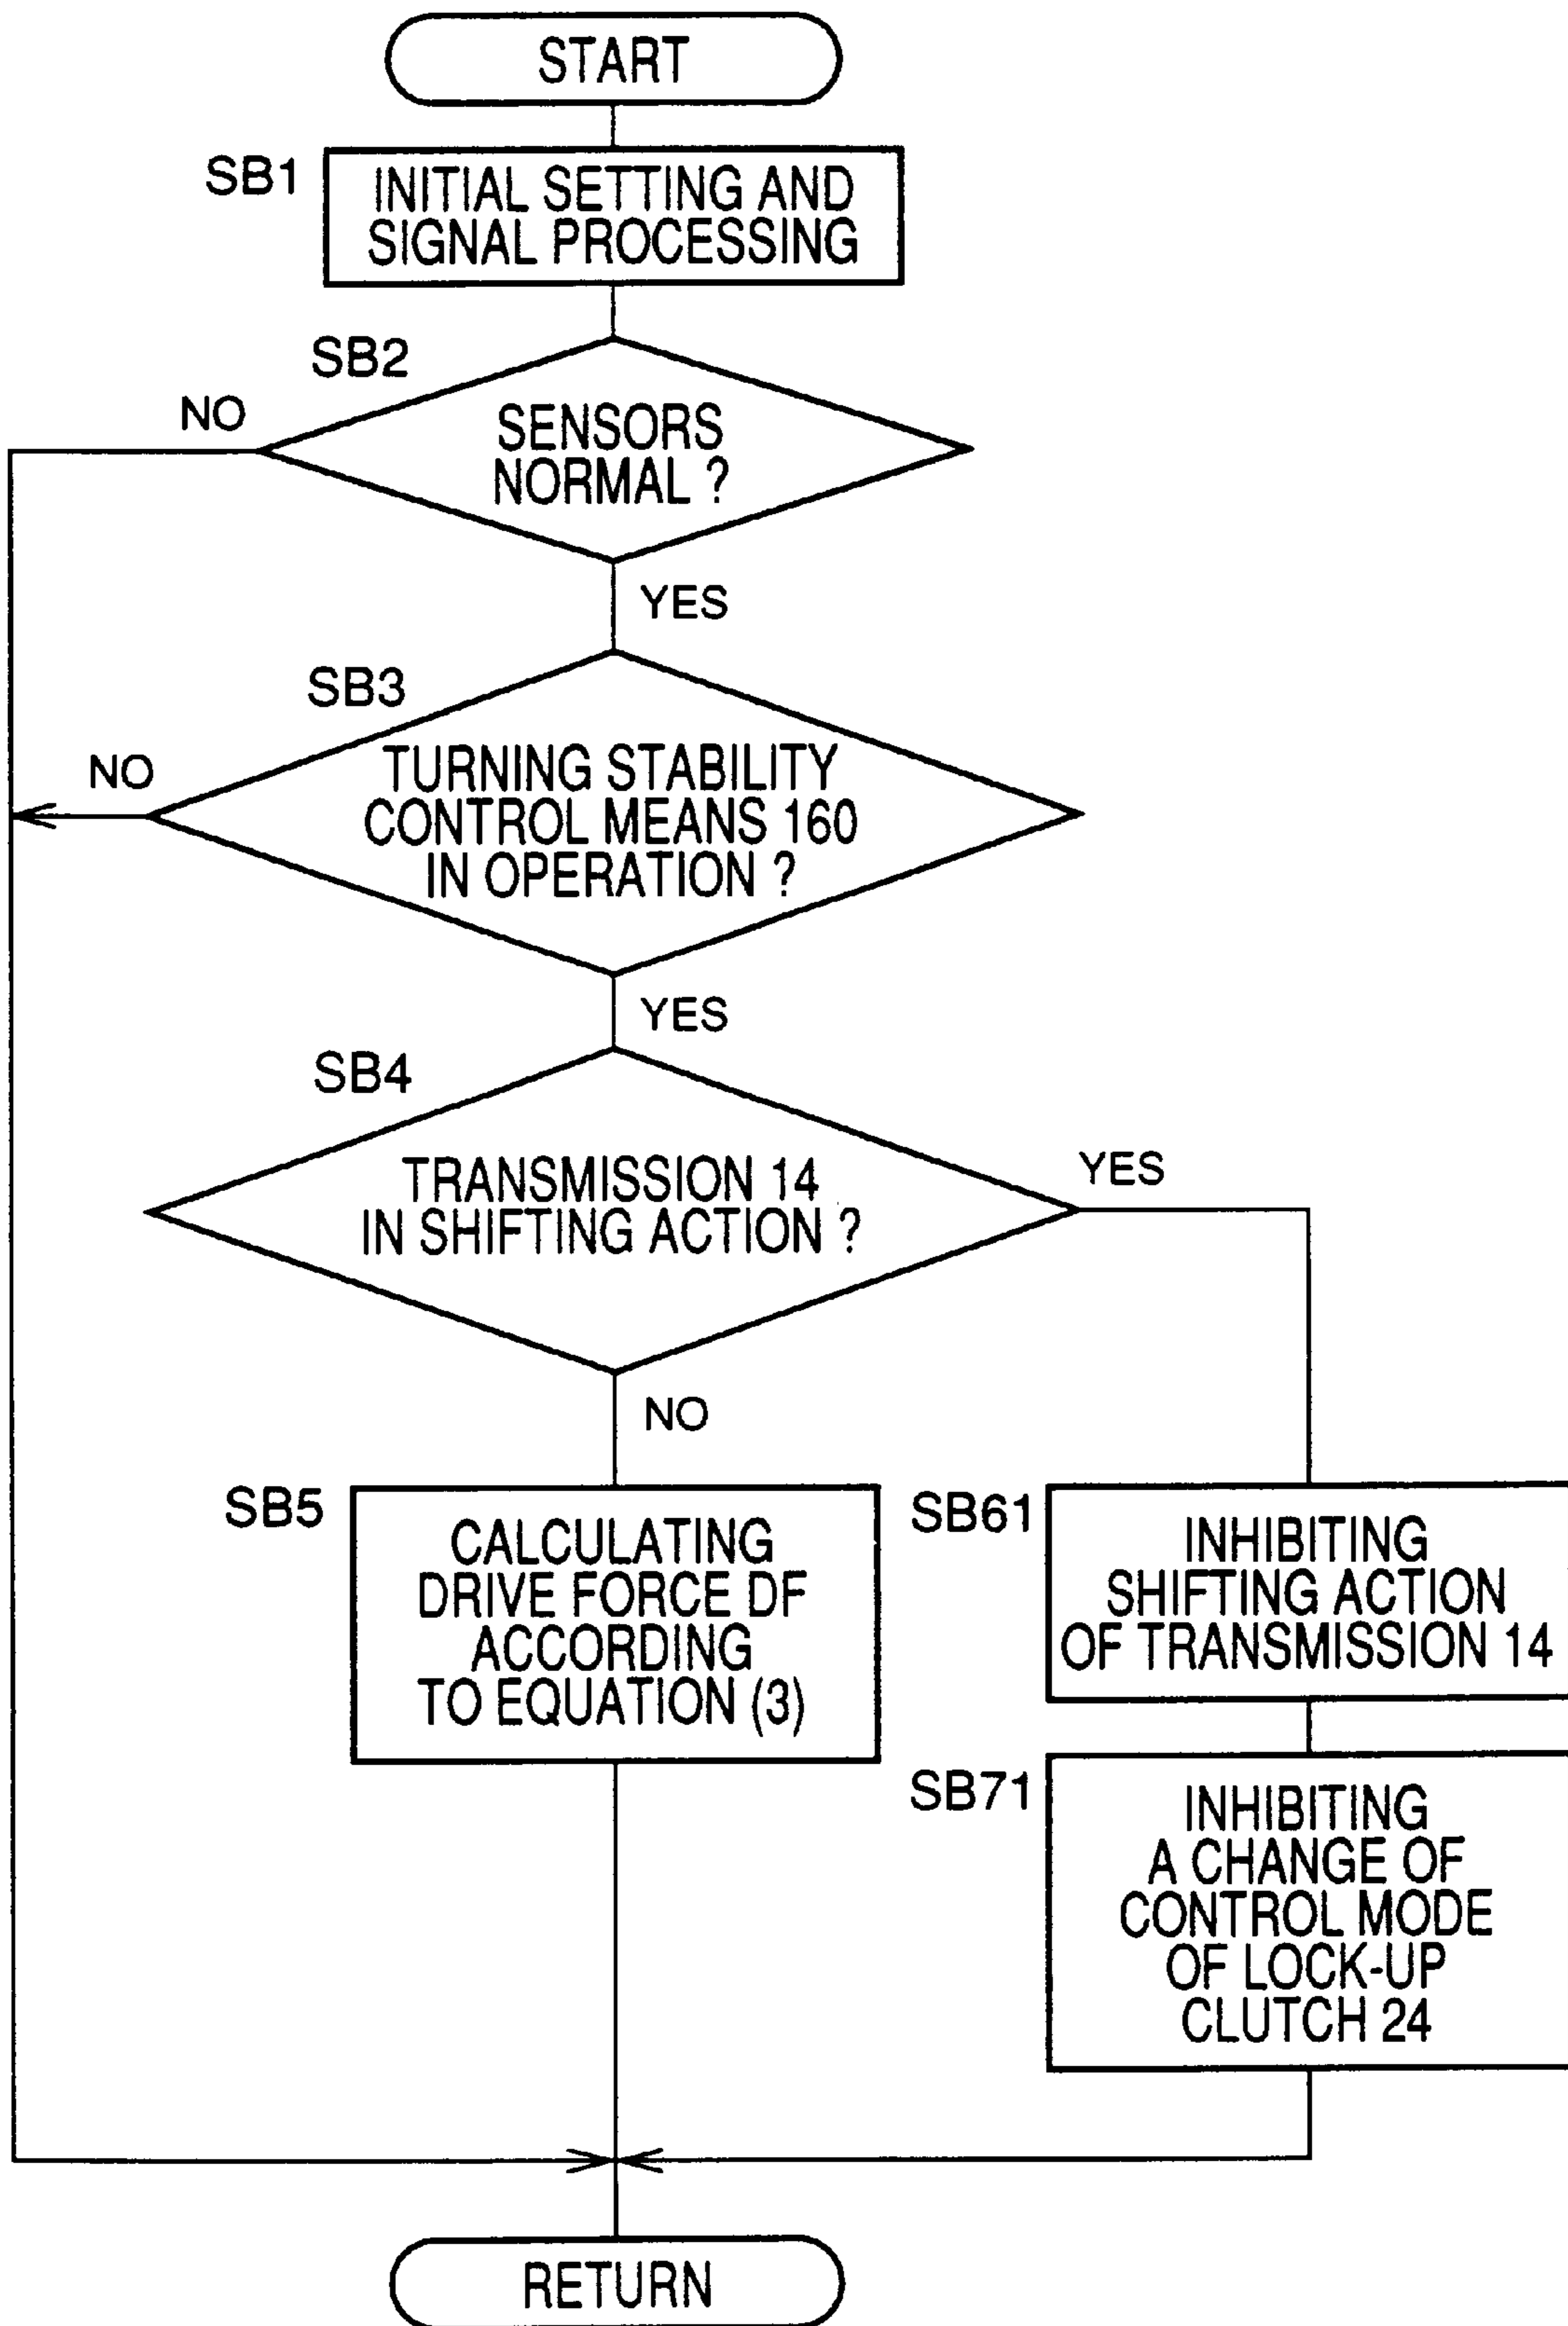 START
SB1
INITIAL SETTING AND
SIGNAL PROCESSING
SB2
NO
SENSORS
NORMAL ?
YES
SB3
NO
TURNING STABILITY
CONTROL MEANS 160
IN OPERATION ?
YES
SB4
YES
TRANSMISSION 14
IN SHIFTING ACTION ?
NO
SB5
CALCULATING
DRIVE FORCE DF
ACCORDING
TO EQUATION (3)
SB61
INHIBITING
SHIFTING ACTION
OF TRANSMISSION 14
SB71
INHIBITING
A CHANGE OF
CONTROL MODE
OF LOCK-UP
CLUTCH 24
RETURN